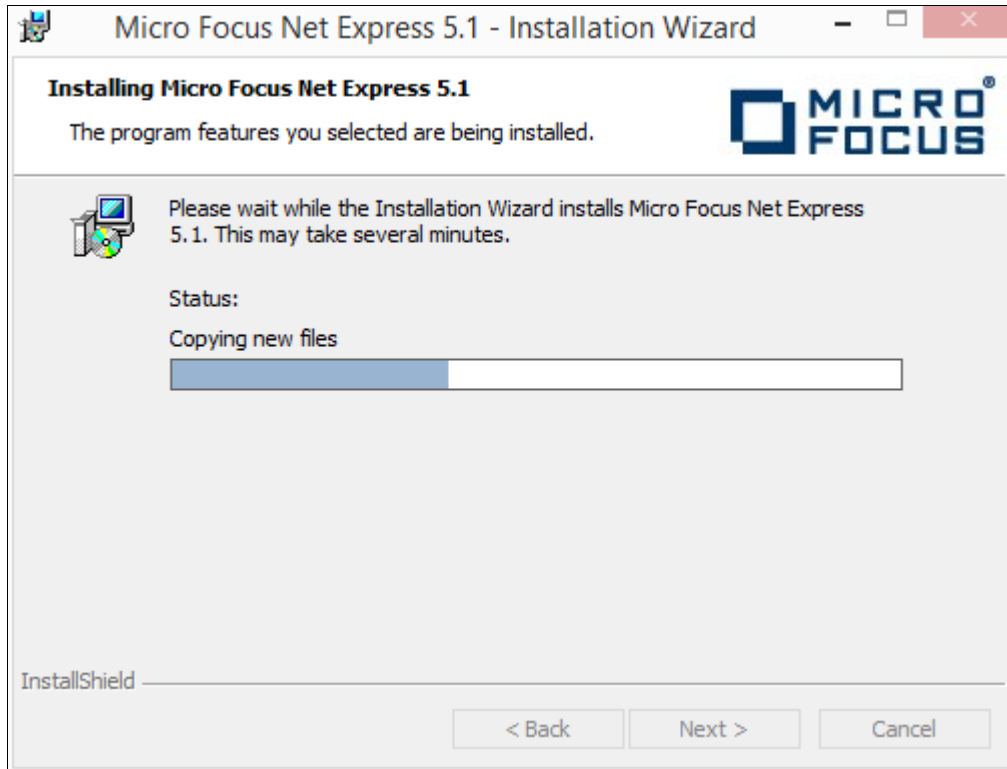 Micro Focus Net Express 5.1 - Installation Wizard
Installing Micro Focus Net Express 5.1
The program features you selected are being installed.
MICRO
FOCUS®
Please wait while the Installation Wizard installs Micro Focus Net Express
5.1. This may take several minutes.
Status:
Copying new files
InstallShield
< Back
Next >
Cancel